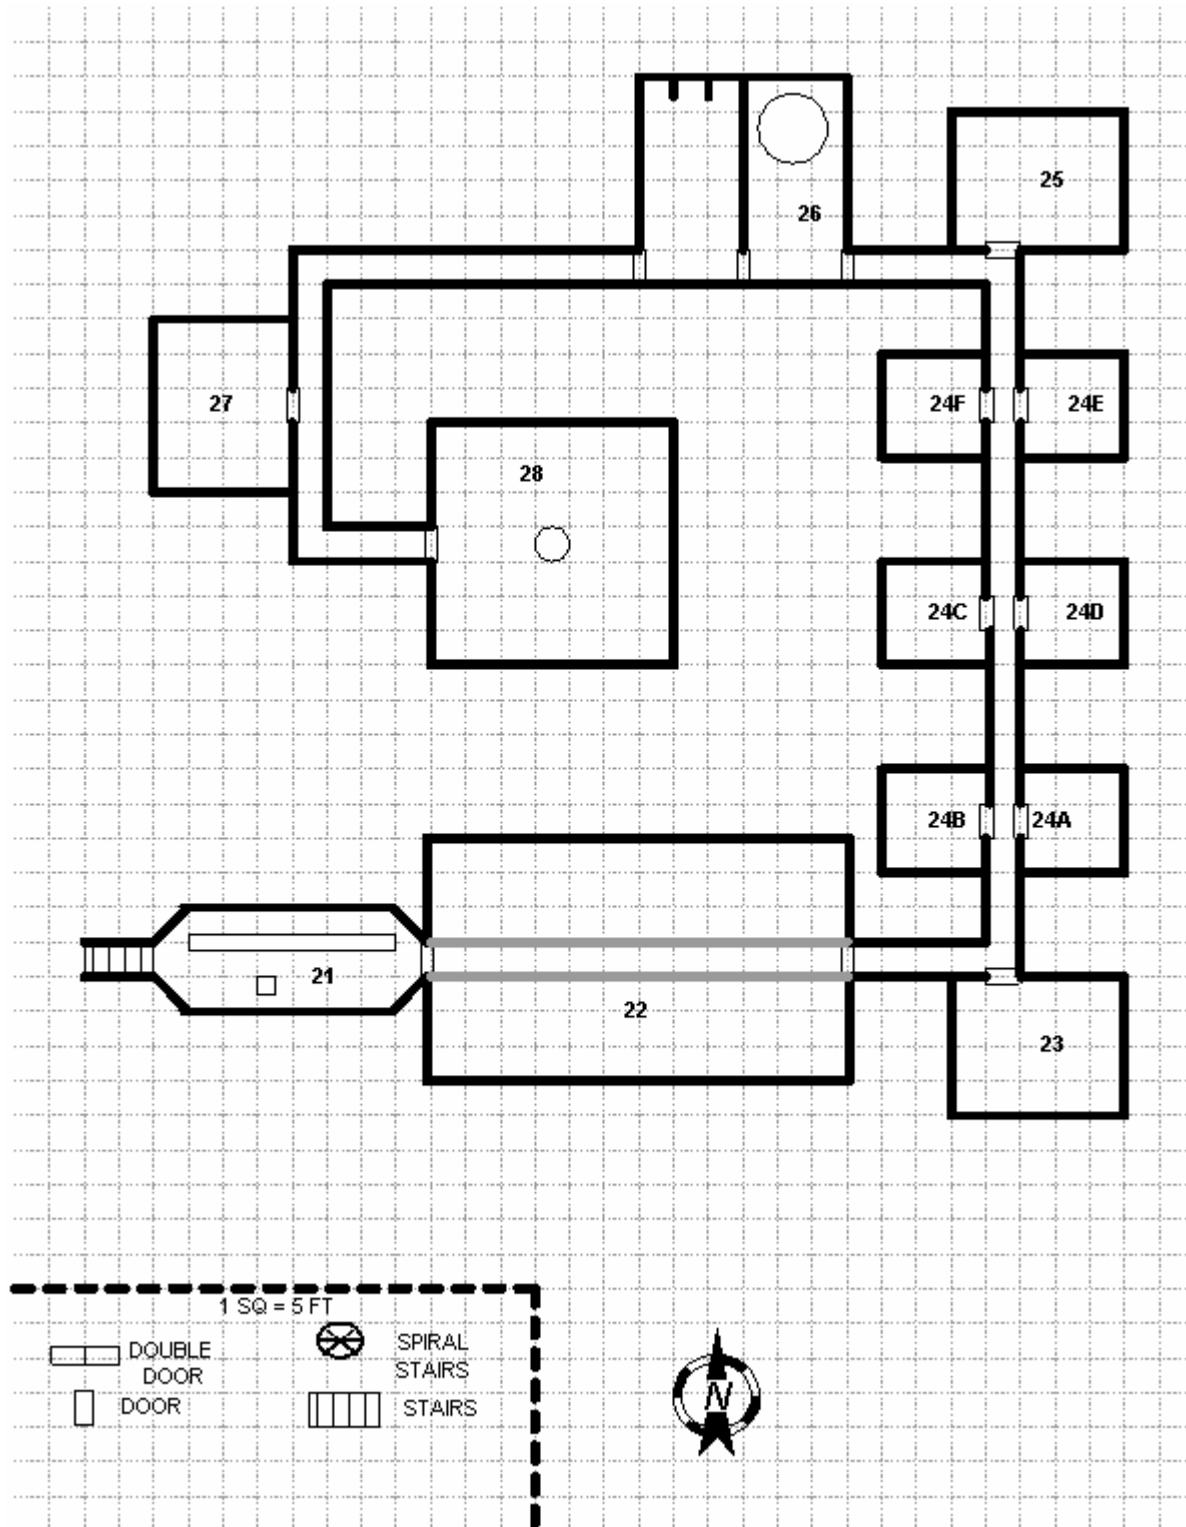 25
26
27
24F
24E
28
24C
24D
24B
24A
21
22
23
1 SQ = 5 FT
DOUBLE
DOOR
SPIRAL
STAIRS
DOOR
STAIRS
N